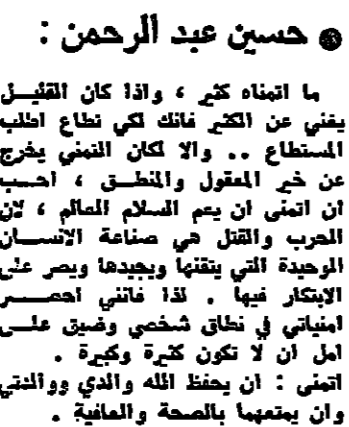 ● حسين عبد الرحمن :
ما اتمناه كثير ، واذا كان القليل
يغني عن الكثير فانك لكي تطاع اطلب
المستطاع .. والا لكان التمني يخرج
عن خير المعقول والمنطق ، احب
ان اتمنى ان يعم السلام العالم ، لان
الحرب والقتل هي صناعة الانسان
الوحيدة التي يتقنها ويجيدها ويصر على
الابتكار فيها . لذا فانني احصر
امنياتي في نطاق شخصي وضيق على
امل ان لا تكون كثيرة وكبيرة .
اتمنى : ان يحفظ الله والدي ووالدتي
وان يمتعهما بالصحة والعافية .